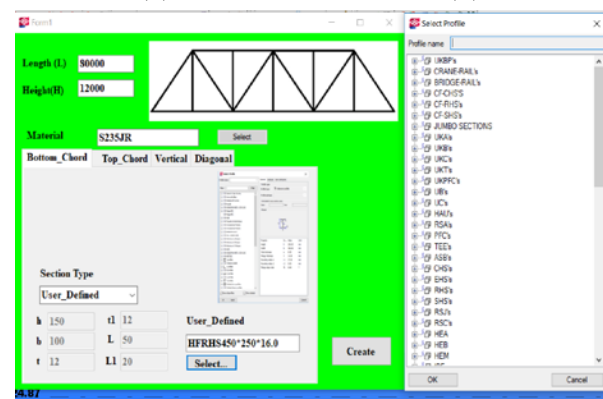 Form1
Length (L) 80000
Height(H) 12000
Material S235JR Select
Bottom_Chord Top_Chord Vertical Diagonal
Section Type
User_Defined
h 150 t1 12
User_Defined
b 100 L 50
HFRHS450*250*16.0
t 12 L1 20
Select...
Create
24.87
Select Profile
Profile name
UKBP's
CRANE-RAIL's
BRIDGE-RAIL's
CF-CHS'S
CF-RHS's
CF-SHS's
JUMBO SECTIONS
UKA's
UKB's
UKC's
UKT's
UKPFC's
UB's
UC's
HAU's
RSA's
PFC's
TEE's
ASB's
CHS's
EHS's
RHS's
SHS's
RSJ's
RSC's
HEA
HEB
HEM
OK Cancel